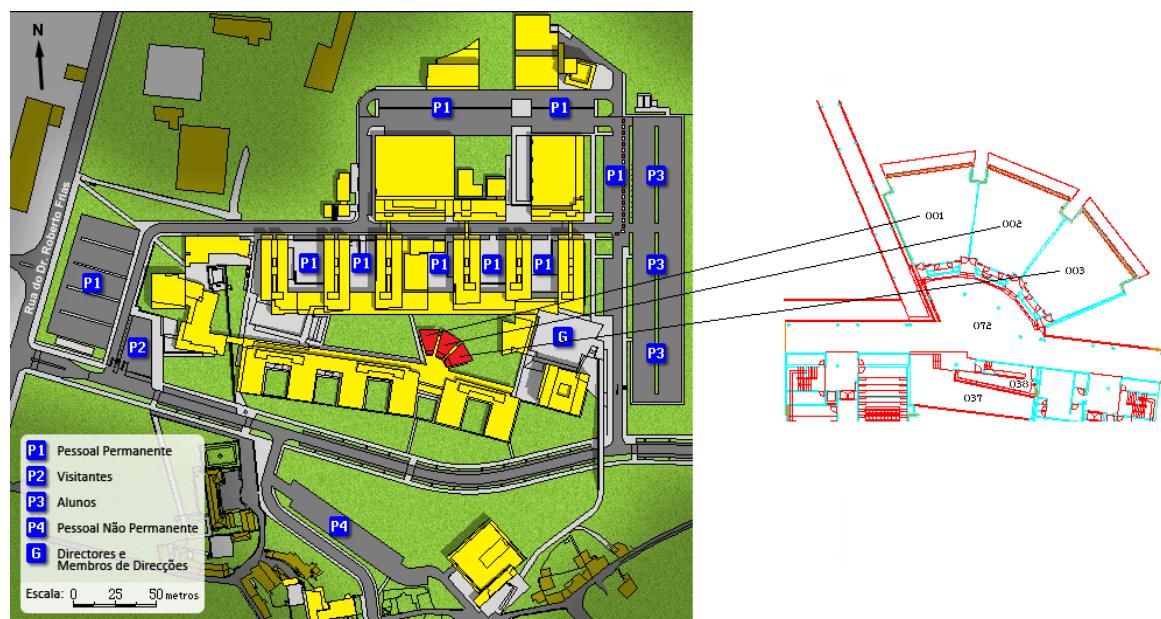 N
P1
P1
P1
P3
Rua do Dr. Roberto Frias
P1
P1
P1
P1
P1
P1
P3
G
P2
P3
P4
P1 Pessoal Permanente
P2 Visitantes
P3 Alunos
P4 Pessoal Não Permanente
G Directores e
Membros de Direcções
Escala: 0 25 50 metros
001
002
003
072
038
037